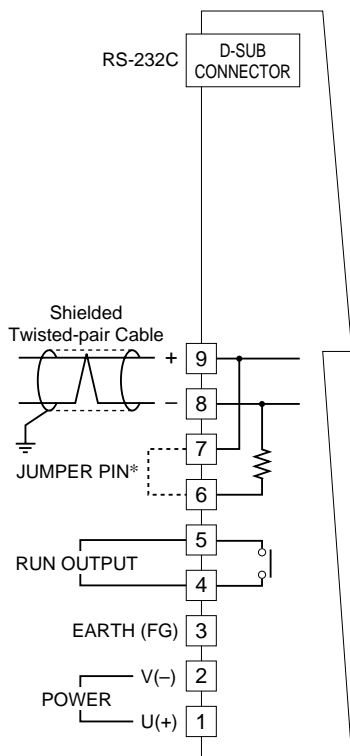 RS-232C
D-SUB
CONNECTOR
Shielded
Twisted-pair Cable
+ 9
– 8
7
JUMPER PIN*
6
5
RUN OUTPUT
4
EARTH (FG) 3
V(–) 2
POWER
U(+) 1